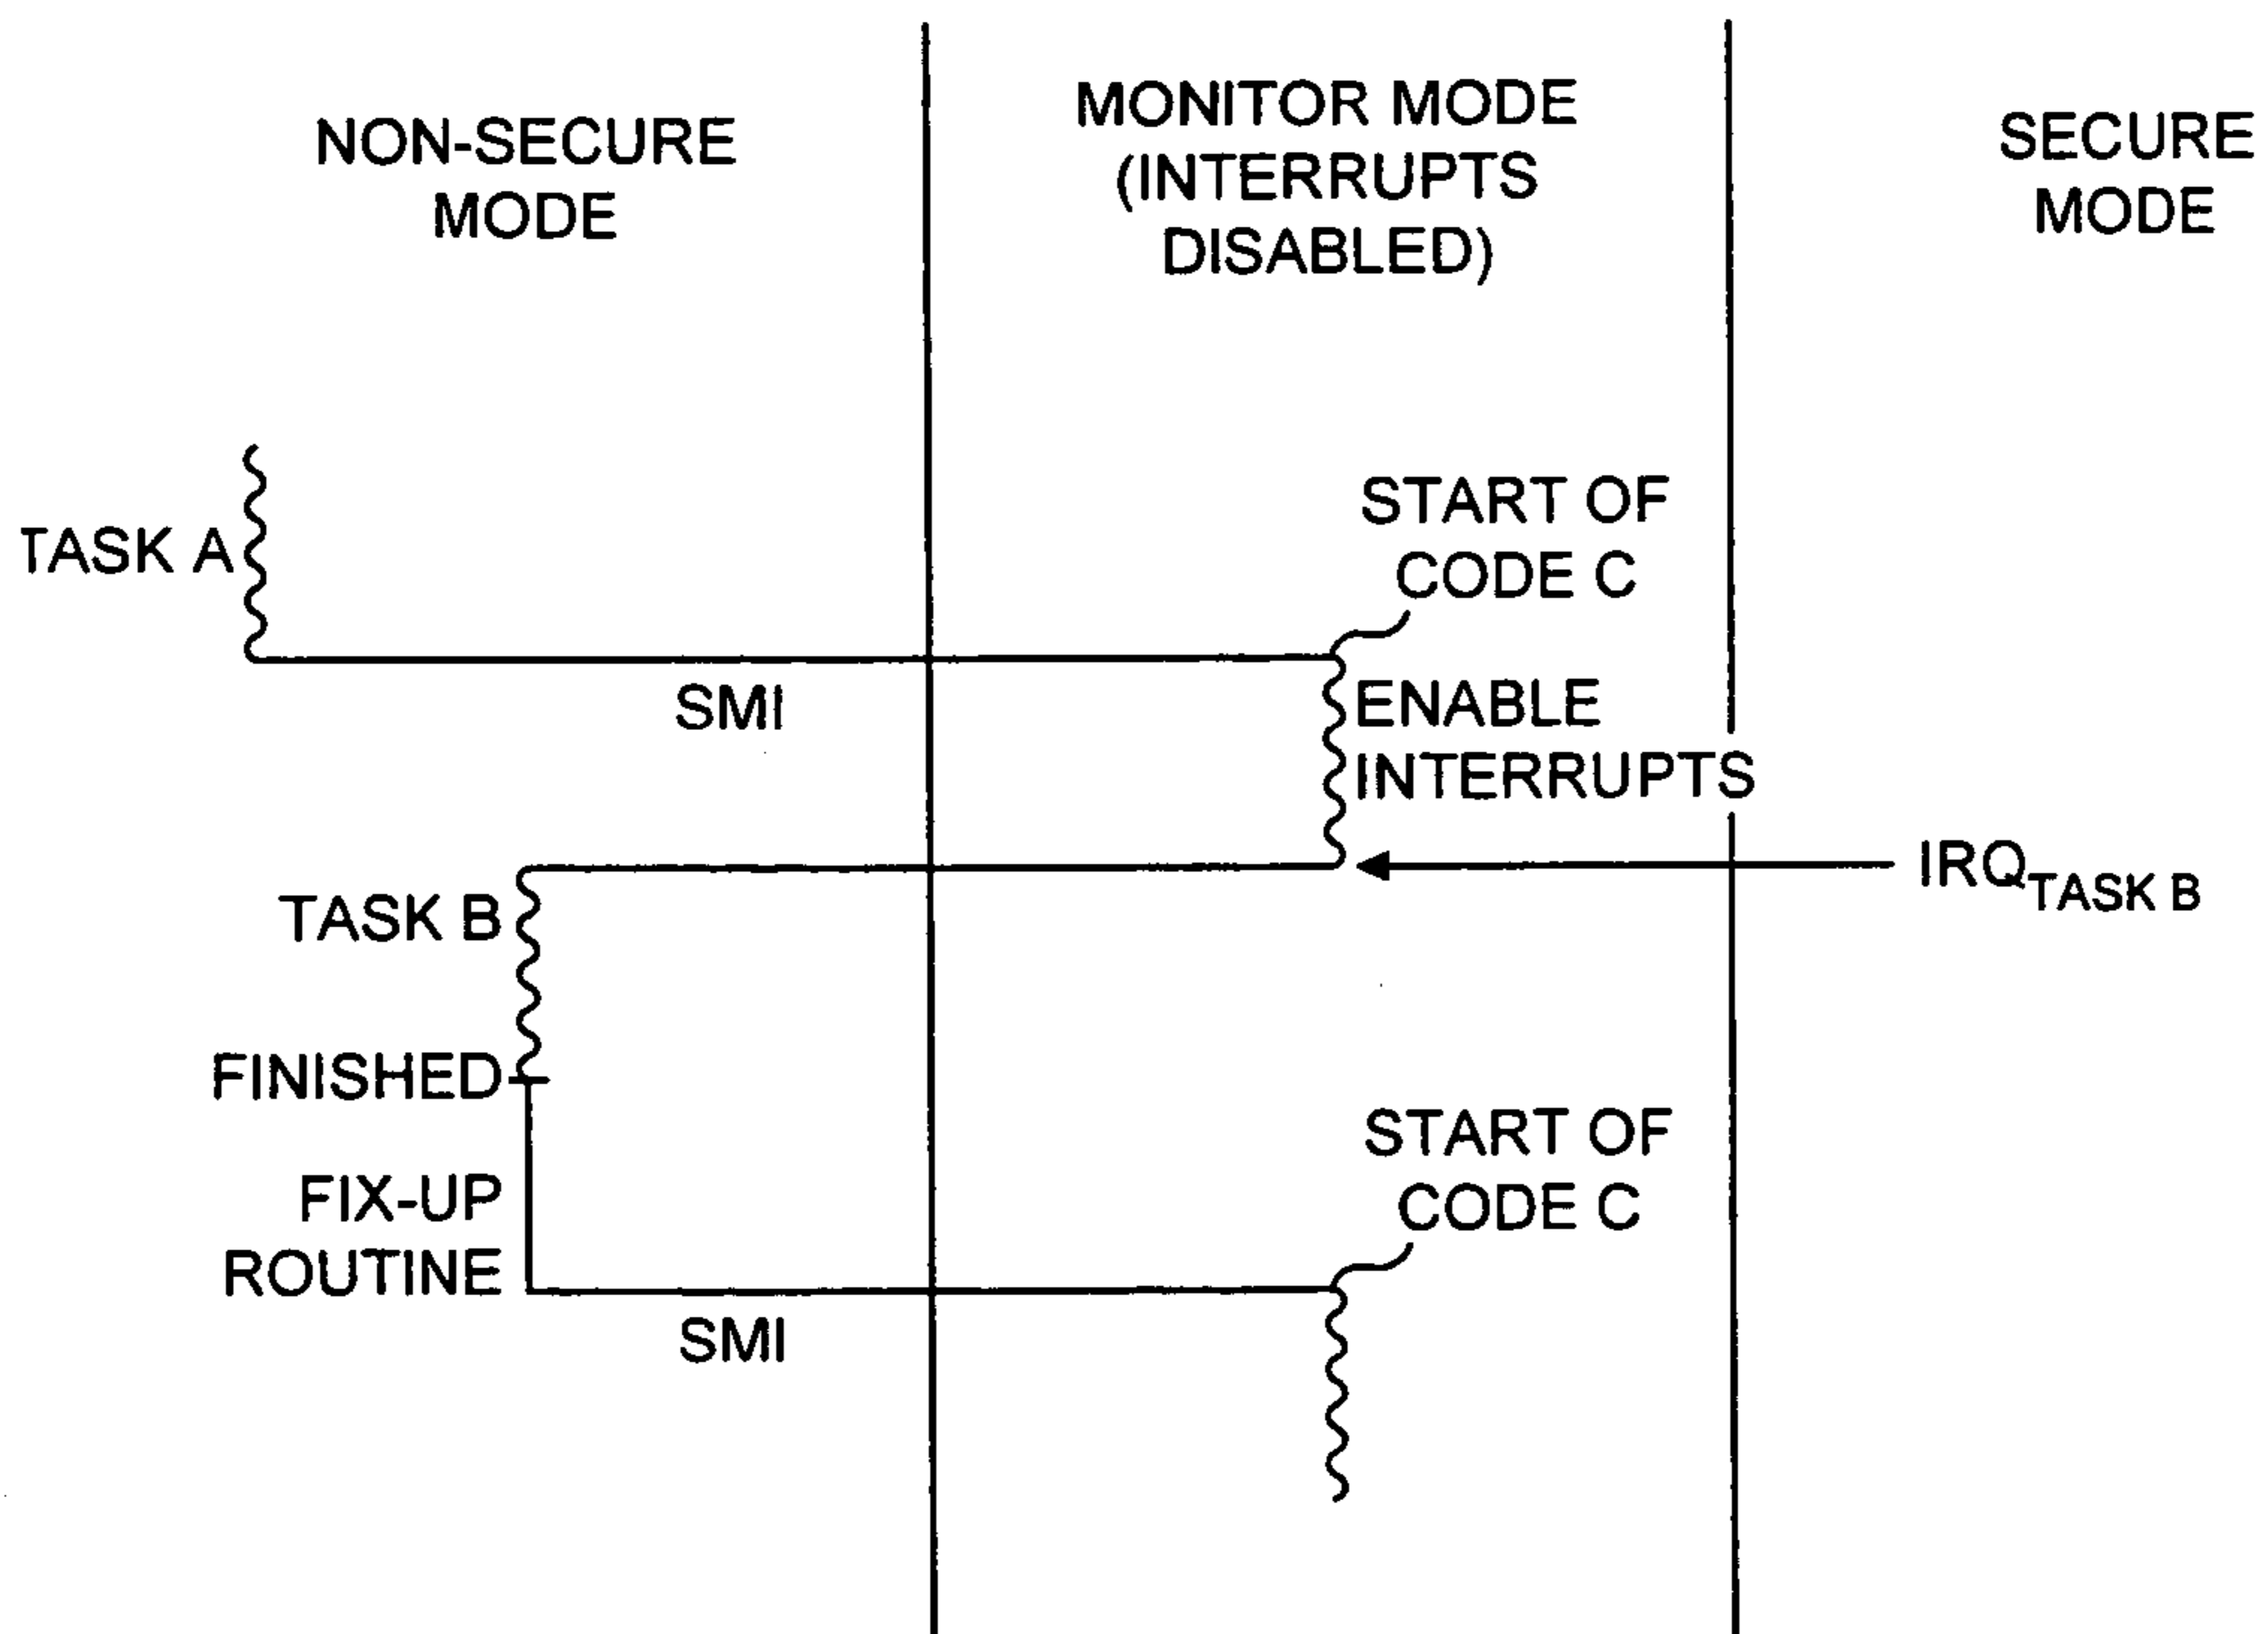 NON-SECURE
MODE
MONITOR MODE
(INTERRUPTS
DISABLED)
SECURE
MODE
TASK A
START OF
CODE C
SMI
ENABLE
INTERRUPTS
IRQTASK B
TASK B
FINISHED
FIX-UP
ROUTINE
START OF
CODE C
SMI